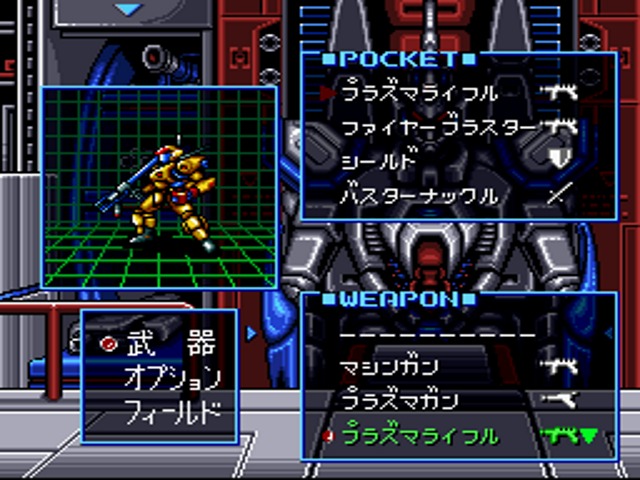 ■POCKET■
プラズマライフル
ファイヤーブラスター
シールド
バスターナックル
武 器
オプション
フィールド
■WEAPON■
-----------
マシンガン
プラズマガン
プラズマライフル